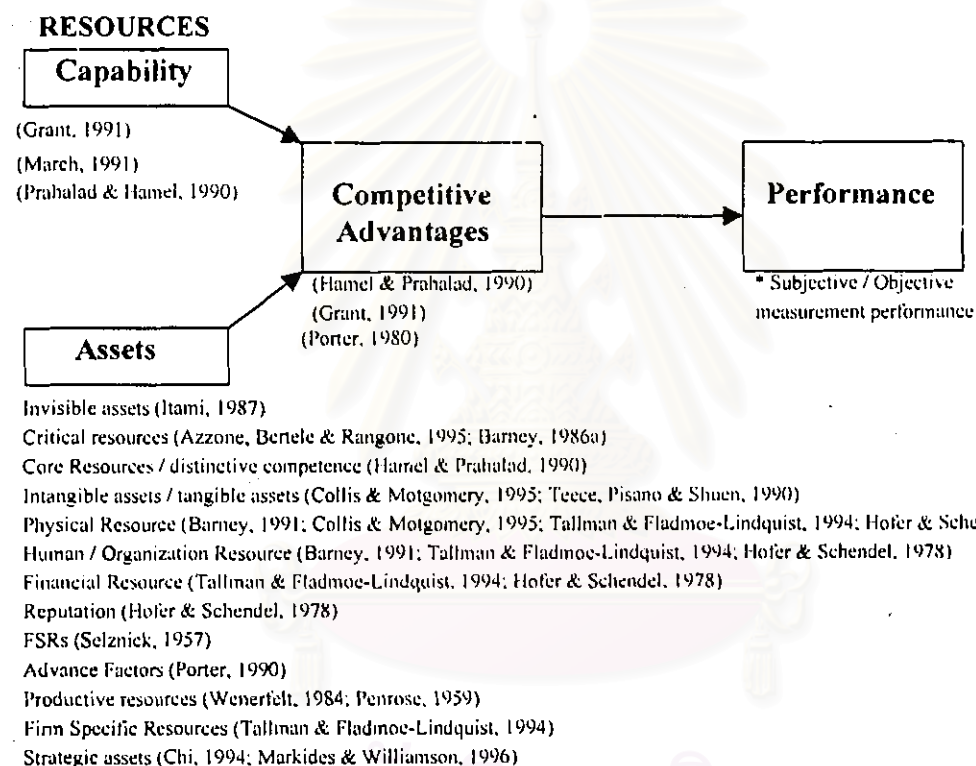 RESOURCES
Capability
(Grant, 1991)
(March, 1991)
(Prahalad & Hamel, 1990)
Competitive
Advantages
(Hamel & Prahalad, 1990)
(Grant, 1991)
(Porter, 1980)
Performance
* Subjective / Objective
measurement performance
Assets
Invisible assets (Itami, 1987)
Critical resources (Azzone, Bertele & Rangone, 1995; Barney, 1986a)
Core Resources / distinctive competence (Hamel & Prahalad, 1990)
Intangible assets / tangible assets (Collis & Motgomery, 1995; Teece, Pisano & Shuen, 1990)
Physical Resource (Barney, 1991; Collis & Motgomery, 1995; Tallman & Fladmoe-Lindquist, 1994; Hofer & Sche
Human / Organization Resource (Barney, 1991; Tallman & Fladmoe-Lindquist, 1994; Hofer & Schendel, 1978)
Financial Resource (Tallman & Fladmoe-Lindquist, 1994; Hofer & Schendel, 1978)
Reputation (Hofer & Schendel, 1978)
FSRs (Selznick, 1957)
Advance Factors (Porter, 1990)
Productive resources (Wenerfelt, 1984; Penrose, 1959)
Firm Specific Resources (Tallman & Fladmoe-Lindquist, 1994)
Strategic assets (Chi, 1994; Markides & Williamson, 1996)